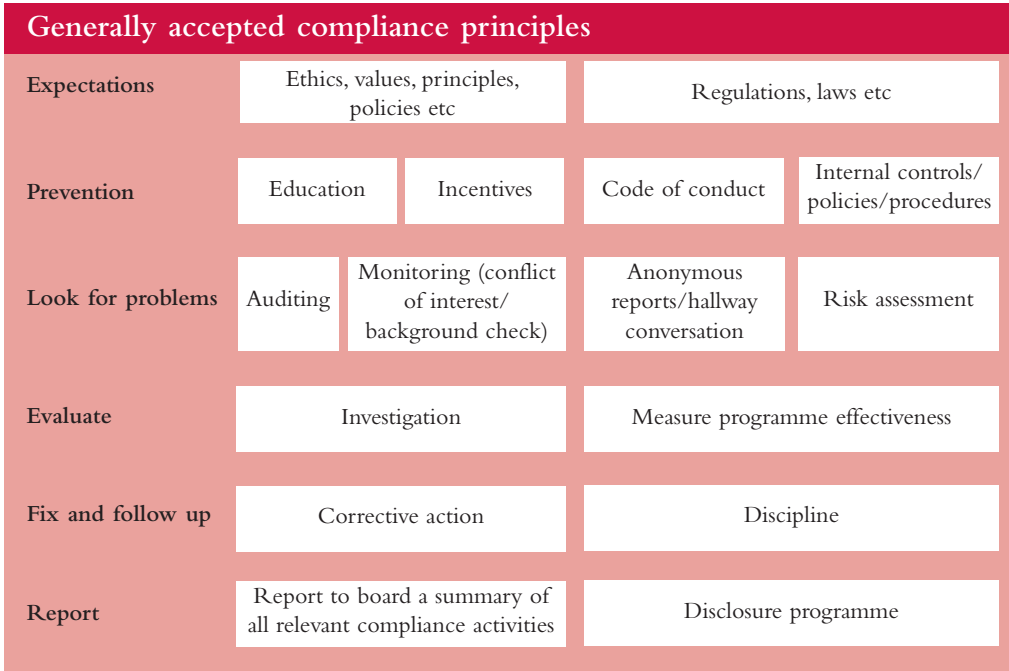 Generally accepted compliance principles
Expectations
Ethics, values, principles,
policies etc
Regulations, laws etc
Prevention
Education
Incentives
Code of conduct
Internal controls/
policies/procedures
Look for problems
Auditing
Monitoring (conflict
of interest/
background check)
Anonymous
reports/hallway
conversation
Risk assessment
Evaluate
Investigation
Measure programme effectiveness
Fix and follow up
Corrective action
Discipline
Report
Report to board a summary of
all relevant compliance activities
Disclosure programme